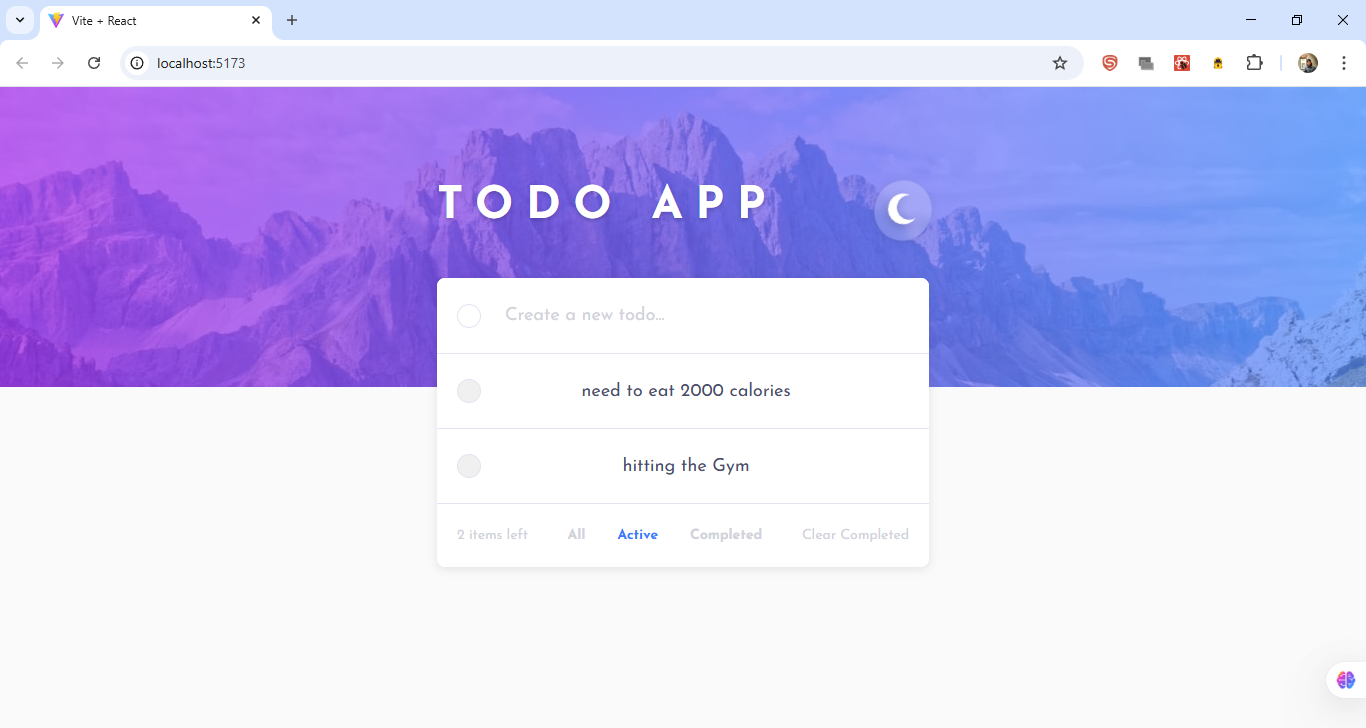 Vite + React
localhost:5173
TODO APP
Create a new todo...
need to eat 2000 calories
hitting the Gym
2 items left All Active Completed Clear Completed